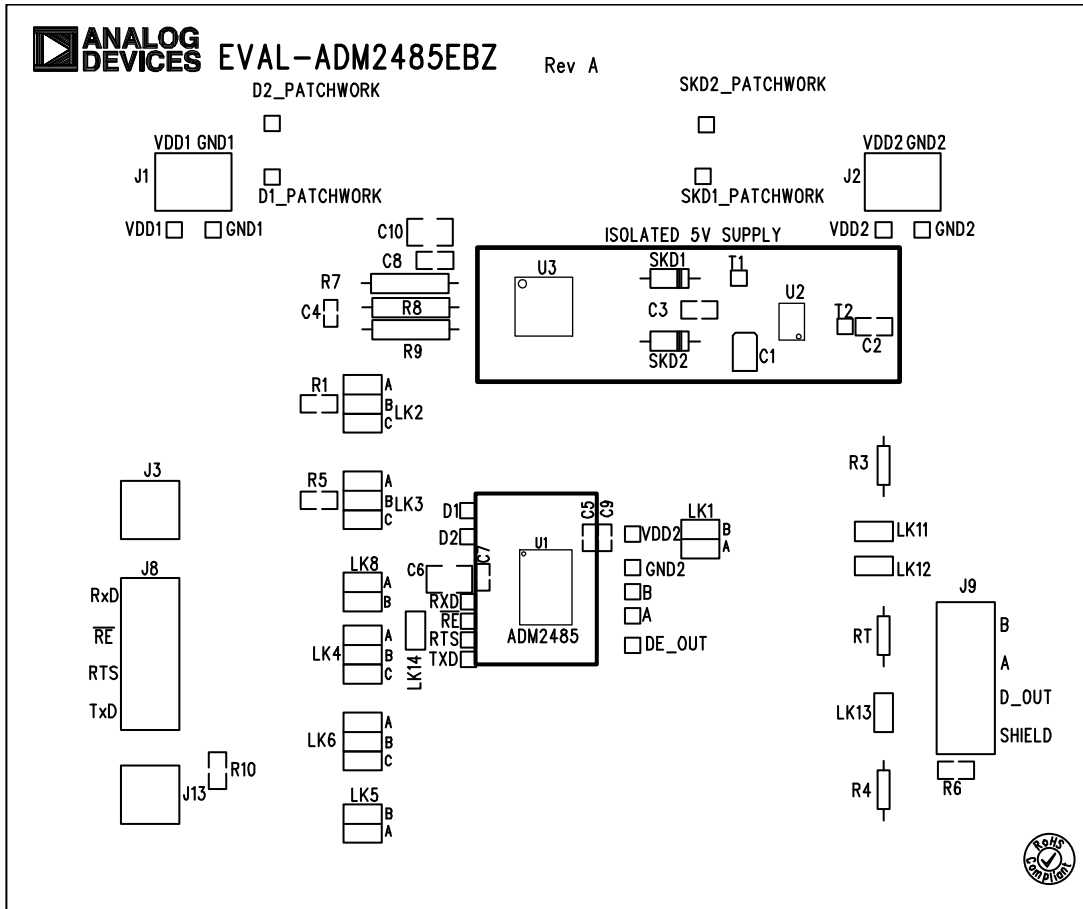 ANALOG
DEVICES
EVAL-ADM2485EBZ
Rev A
D2_PATCHWORK
SKD2_PATCHWORK
VDD1 GND1
VDD2 GND2
J1
J2
D1_PATCHWORK
SKD1_PATCHWORK
VDD1
GND1
VDD2
GND2
C10
ISOLATED 5V SUPPLY
C8
U3
SKD1
T1
R7
U2
C4
R8
C3
T2
R9
SKD2
C1
C2
R1
A
B
C
LK2
R3
J3
R5
A
B
C
LK3
D1
D2
C5
C9
LK1
B
A
VDD2
LK11
U1
J8
LK8
A
B
C6
C7
GND2
LK12
J9
RxD
RXD
B
RE
RE
A
RTS
LK4
A
B
C
LK14
RTS
ADM2485
DE_OUT
RT
B
A
TXD
TxD
LK13
D_OUT
SHIELD
LK6
A
B
C
R10
J13
R4
R6
LK5
B
A
RoHS
Compliant